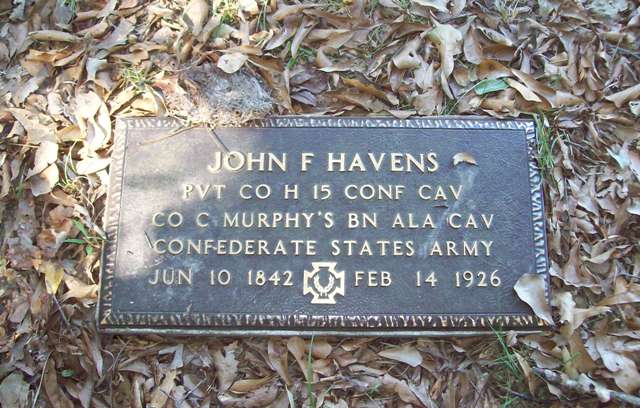 JOHN F HAVENS
PVT CO H 15 CONF CAV
CO C MURPHY'S BN ALA CAV
CONFEDERATE STATES ARMY
JUN 10 1842 FEB 14 1926